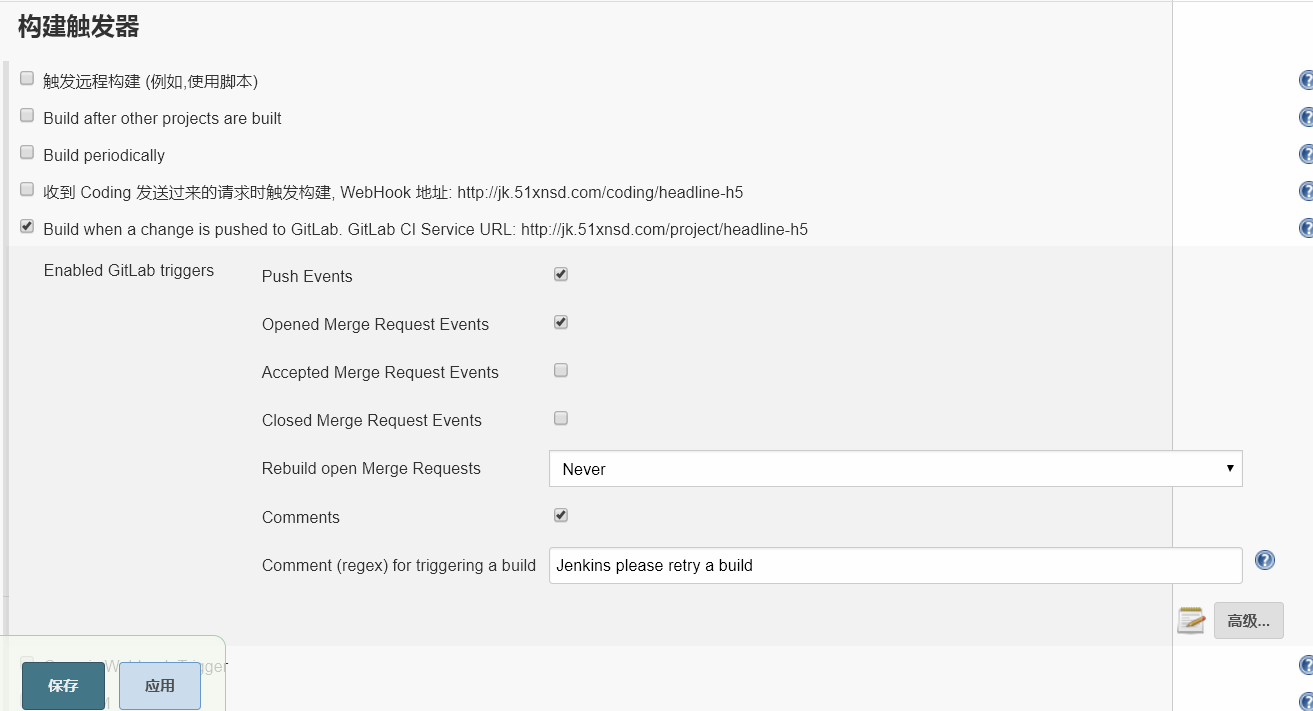 构建触发器
触发远程构建 (例如,使用脚本)
Build after other projects are built
Build periodically
收到 Coding 发送过来的请求时触发构建, WebHook 地址: http://jk.51xnsd.com/coding/headline-h5
Build when a change is pushed to GitLab. GitLab CI Service URL: http://jk.51xnsd.com/project/headline-h5
Enabled GitLab triggers
Push Events
Opened Merge Request Events
Accepted Merge Request Events
Closed Merge Request Events
Rebuild open Merge Requests
Never
Comments
Comment (regex) for triggering a build
Jenkins please retry a build
高级...
保存
应用